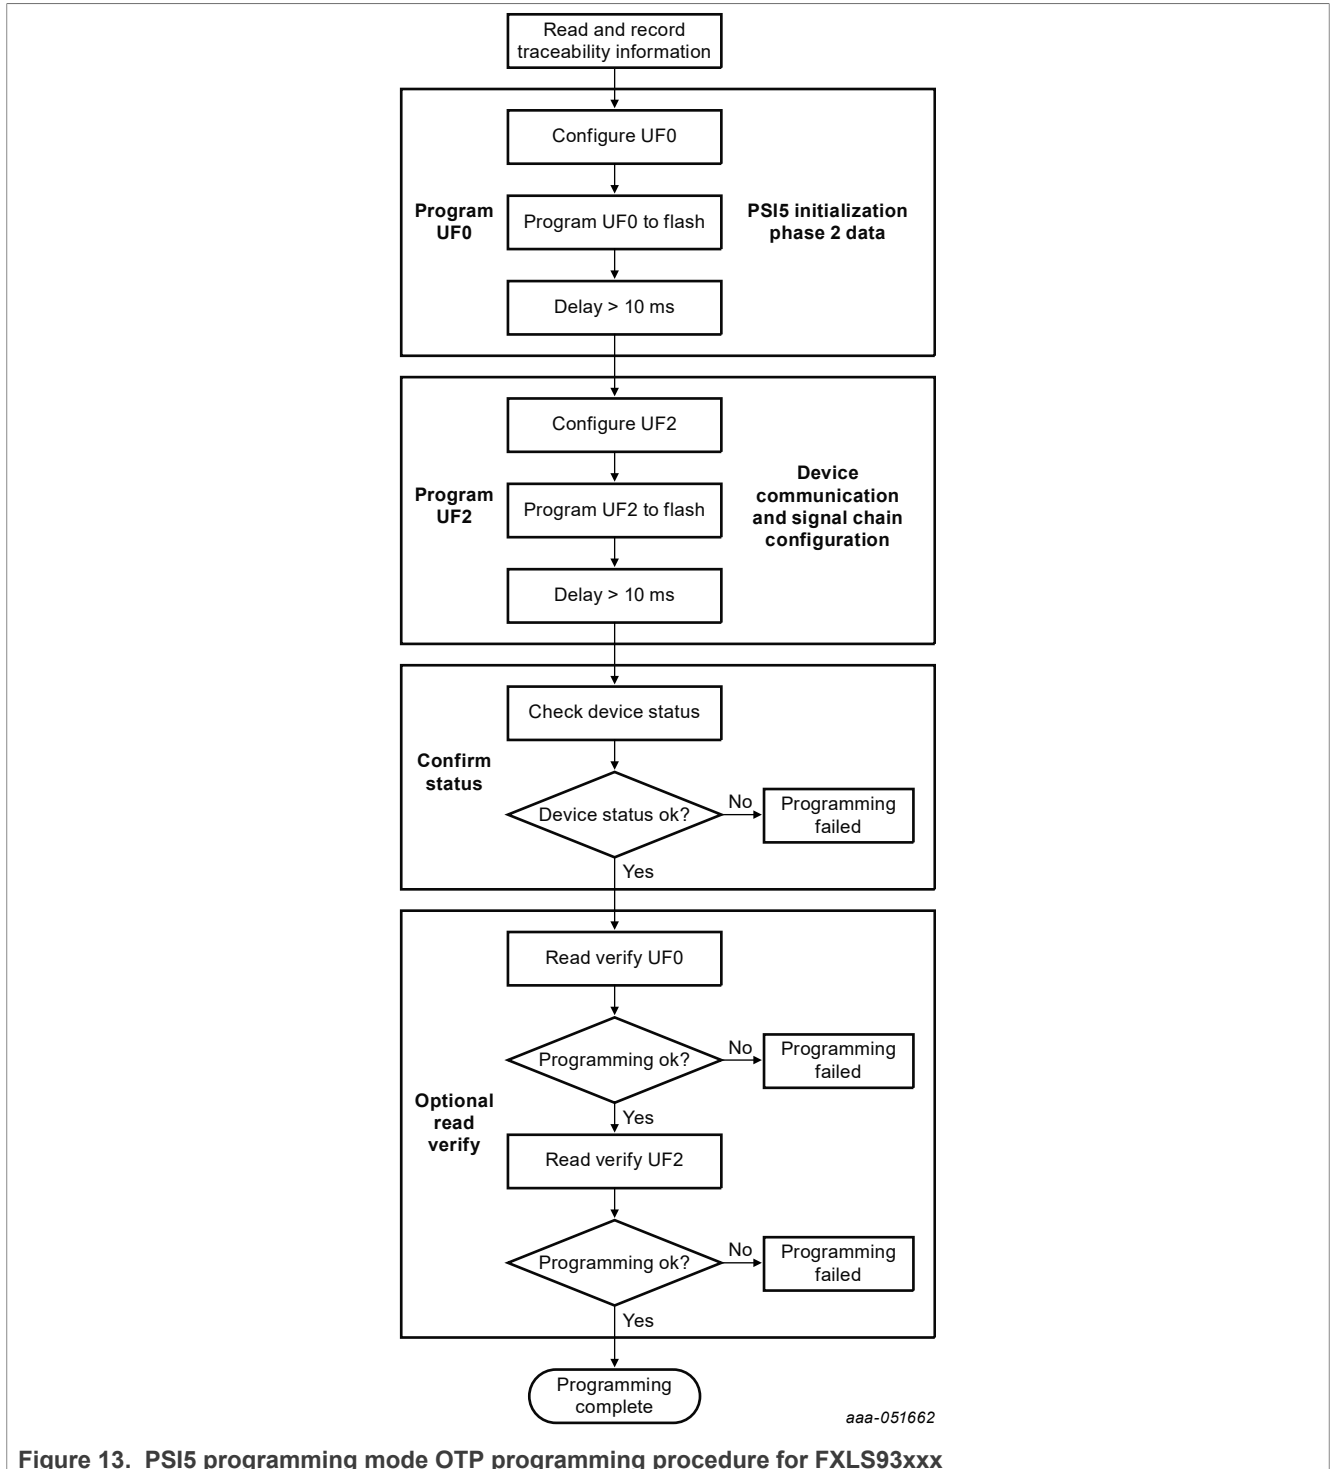 Read and record
traceability information
Configure UF0
Program
UF0
Program UF0 to flash
PSI5 initialization
phase 2 data
Delay > 10 ms
Configure UF2
Program
UF2
Program UF2 to flash
Device
communication
and signal chain
configuration
Delay > 10 ms
Check device status
Confirm
status
Device status ok?
No
Programming
failed
Yes
Read verify UF0
Programming ok?
No
Programming
failed
Optional
read
verify
Yes
Read verify UF2
Programming ok?
No
Programming
failed
Yes
Programming
complete
aaa-051662
Figure 13. PSI5 programming mode OTP programming procedure for FXLS93xxx